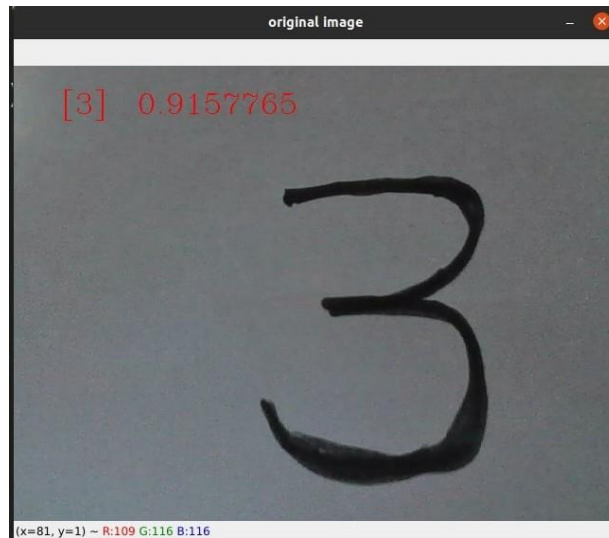 original image
[3] 0.9157765
3
(x=81, y=1) ~ R:109 G:116 B:116